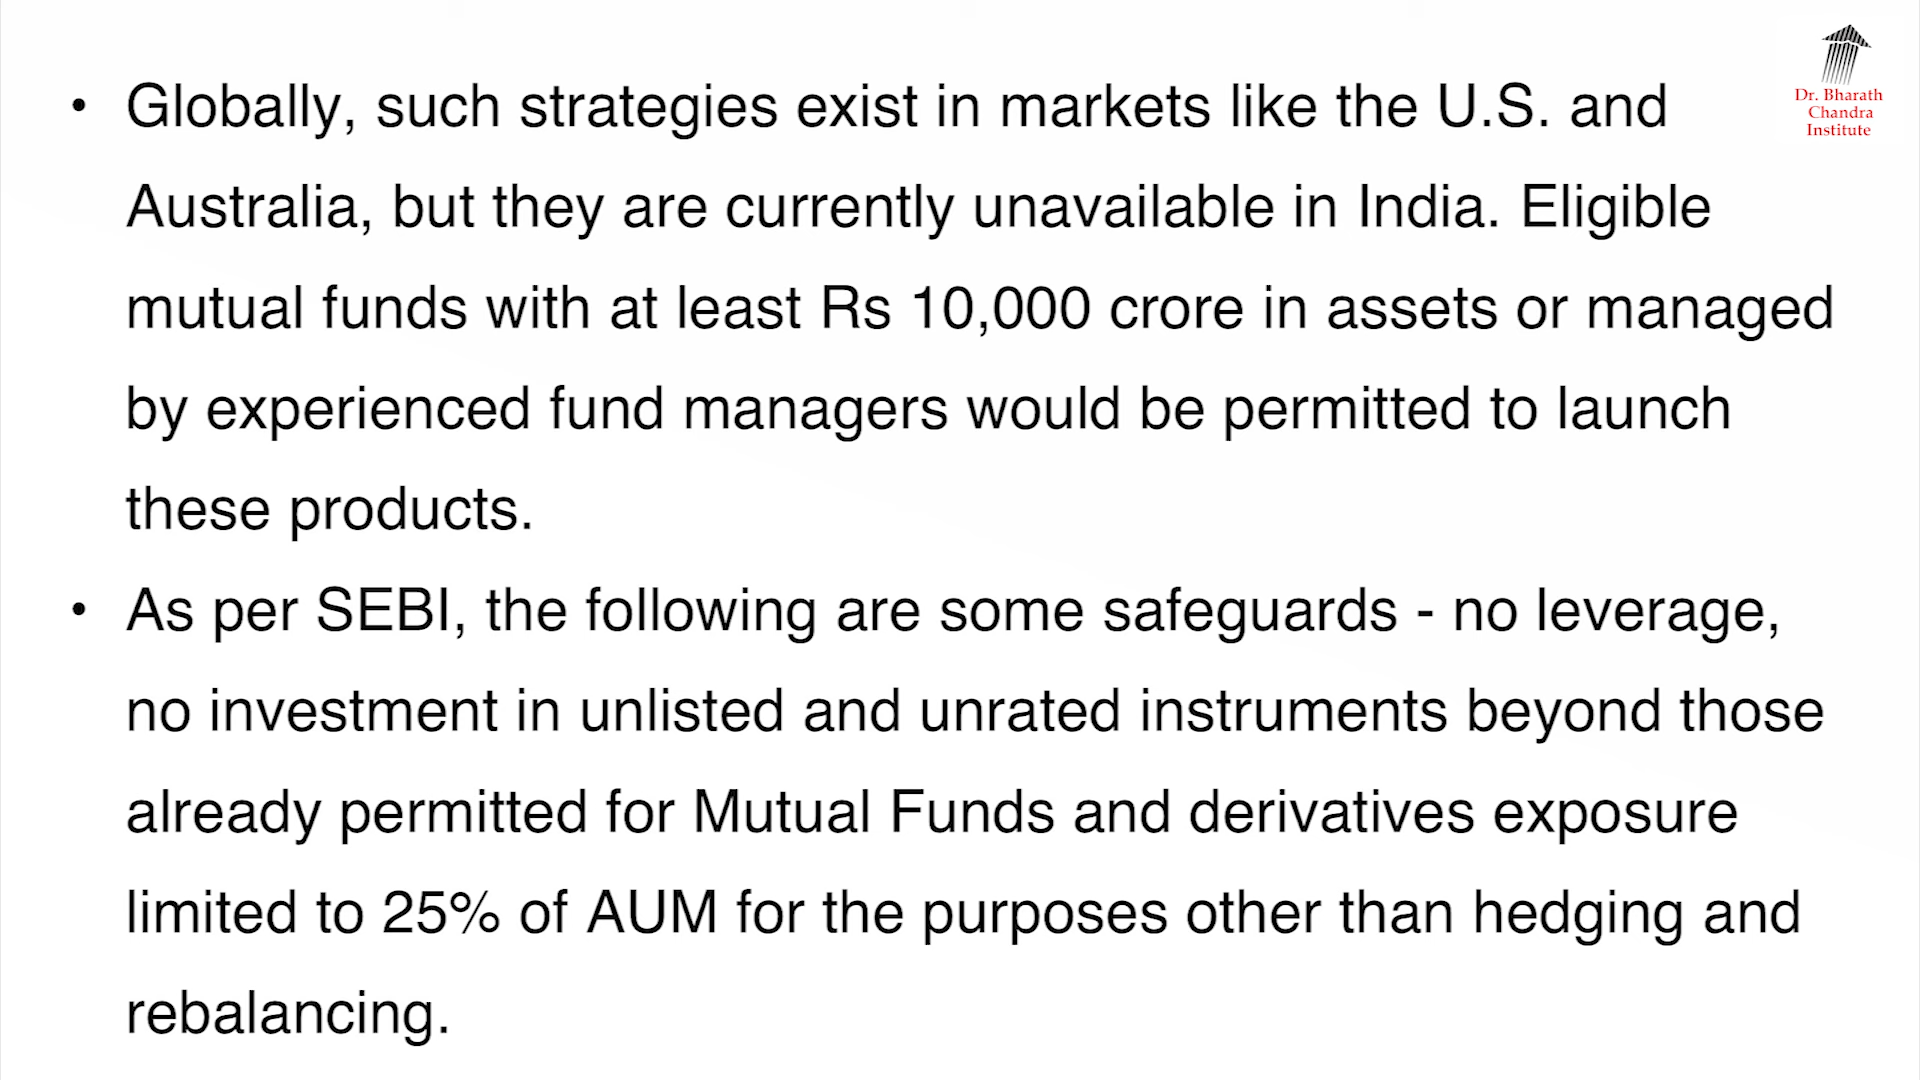 • Globally, such strategies exist in markets like the U.S. and
Australia, but they are currently unavailable in India. Eligible
mutual funds with at least Rs 10,000 crore in assets or managed
by experienced fund managers would be permitted to launch
these products.
• As per SEBI, the following are some safeguards - no leverage,
no investment in unlisted and unrated instruments beyond those
already permitted for Mutual Funds and derivatives exposure
limited to 25% of AUM for the purposes other than hedging and
rebalancing.
Dr. Bharath
Chandra
Institute